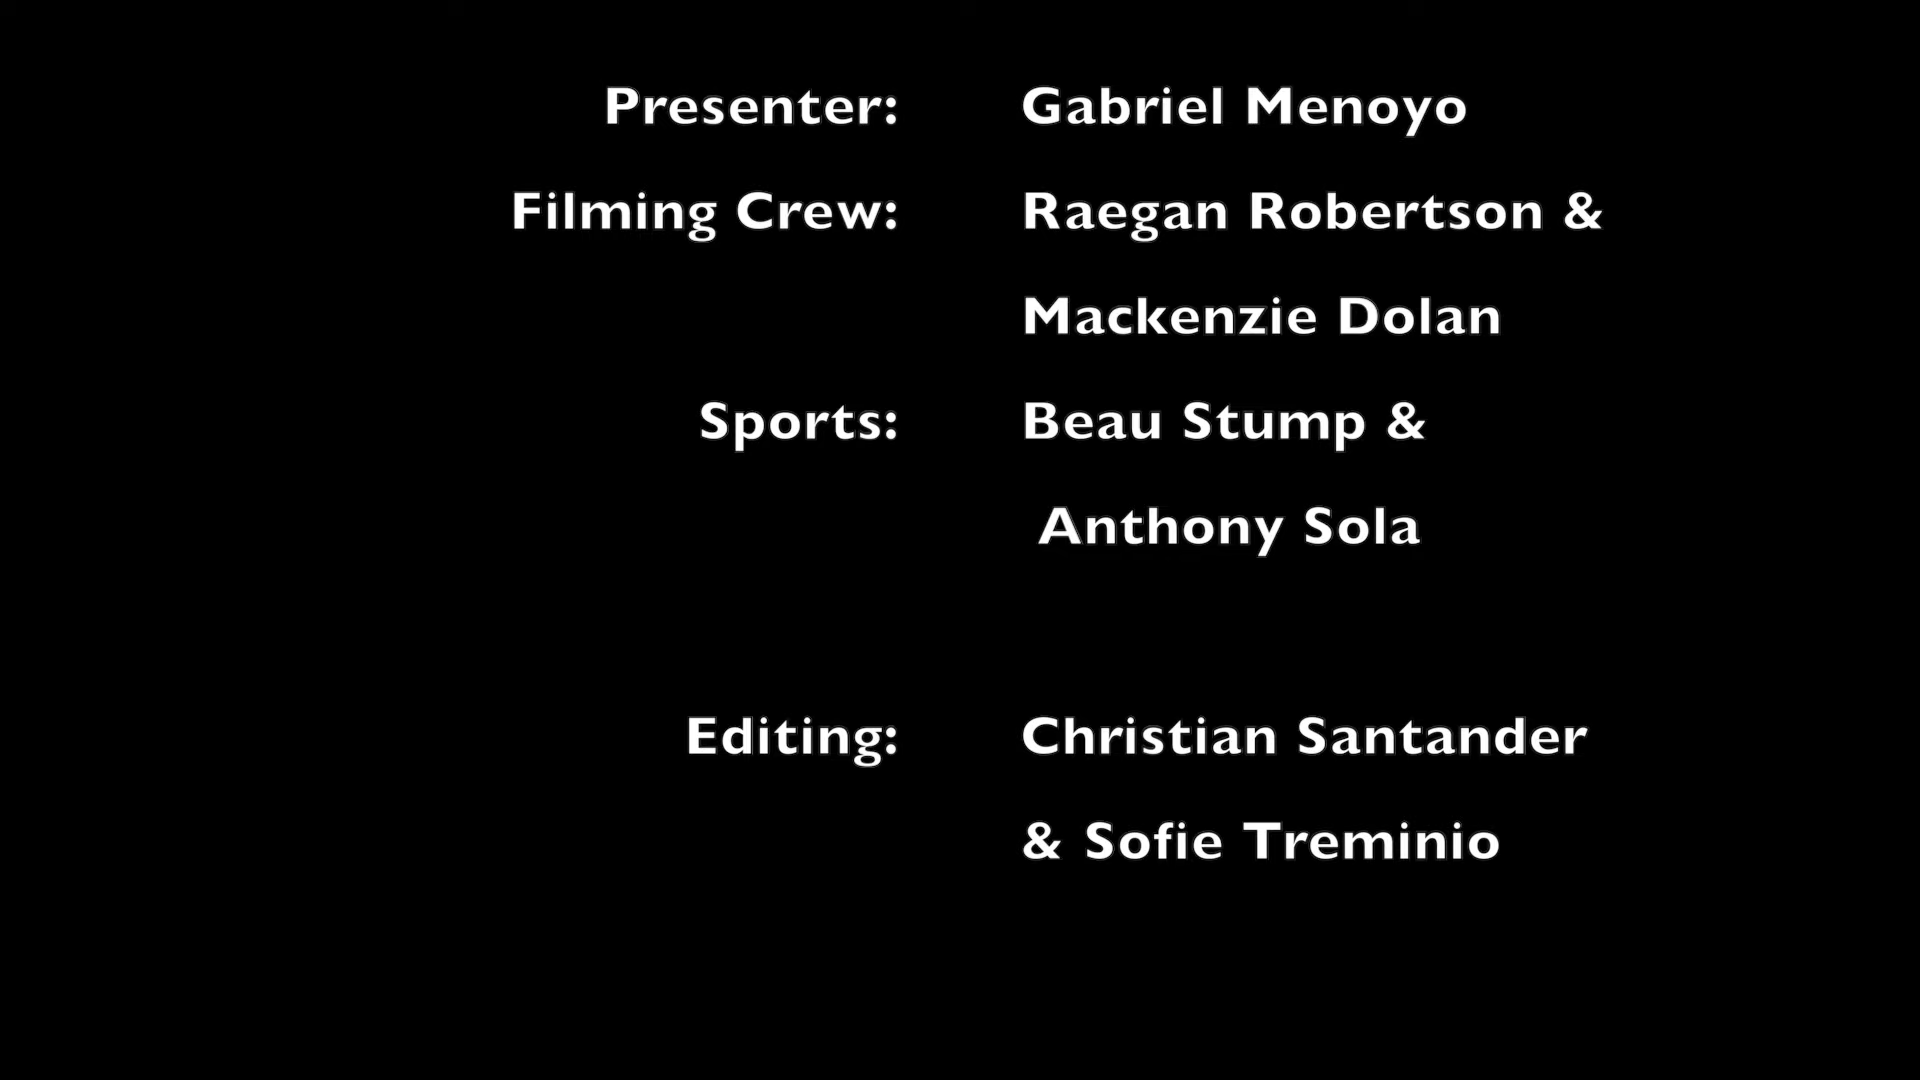 Presenter: Gabriel Menoyo
Filming Crew: Raegan Robertson &
Mackenzie Dolan
Sports: Beau Stump &
Anthony Sola
Editing: Christian Santander
& Sofie Treminio